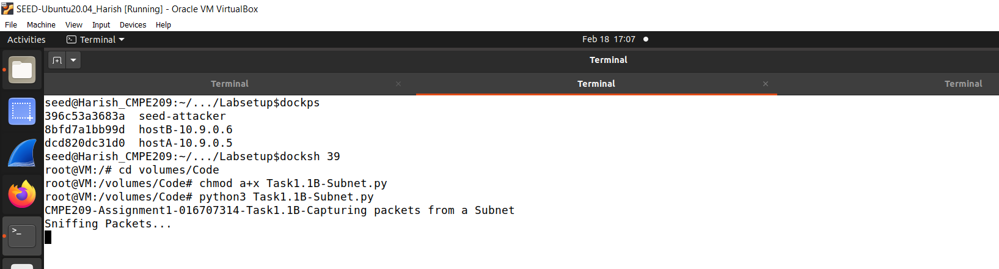 SEED-Ubuntu20.04_Harish [Running] - Oracle VM VirtualBox
File Machine View Input Devices Help
Activities Terminal Feb 18 17:07
Terminal
Terminal Terminal Terminal
seed@Harish_CMPE209:~/.../Labsetup$dockps
396c53a3683a  seed-attacker
8bfd7a1bb99d  hostB-10.9.0.6
dcd820dc31d0  hostA-10.9.0.5
seed@Harish_CMPE209:~/.../Labsetup$docksh 39
root@VM:/# cd volumes/Code
root@VM:/volumes/Code# chmod a+x Task1.1B-Subnet.py
root@VM:/volumes/Code# python3 Task1.1B-Subnet.py
CMPE209-Assignment1-016707314-Task1.1B-Capturing packets from a Subnet
Sniffing Packets...